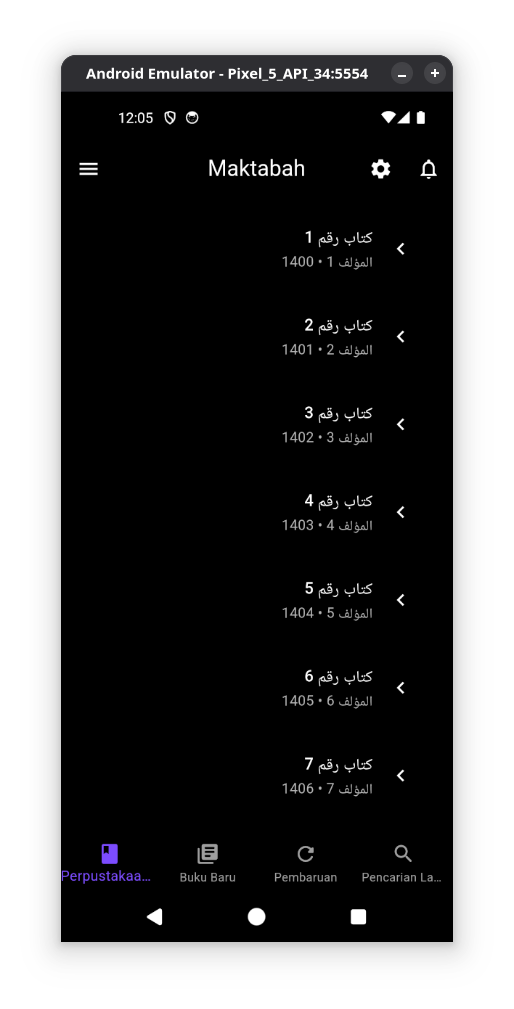 Android Emulator - Pixel_5_API_34:5554
12:05
Maktabah
كتاب رقم 1
المؤلف 1 • 1400
كتاب رقم 2
المؤلف 2 • 1401
كتاب رقم 3
المؤلف 3 • 1402
كتاب رقم 4
المؤلف 4 • 1403
كتاب رقم 5
المؤلف 5 • 1404
كتاب رقم 6
المؤلف 6 • 1405
كتاب رقم 7
المؤلف 7 • 1406
Perpustakaa... Buku Baru Pembaruan Pencarian La...